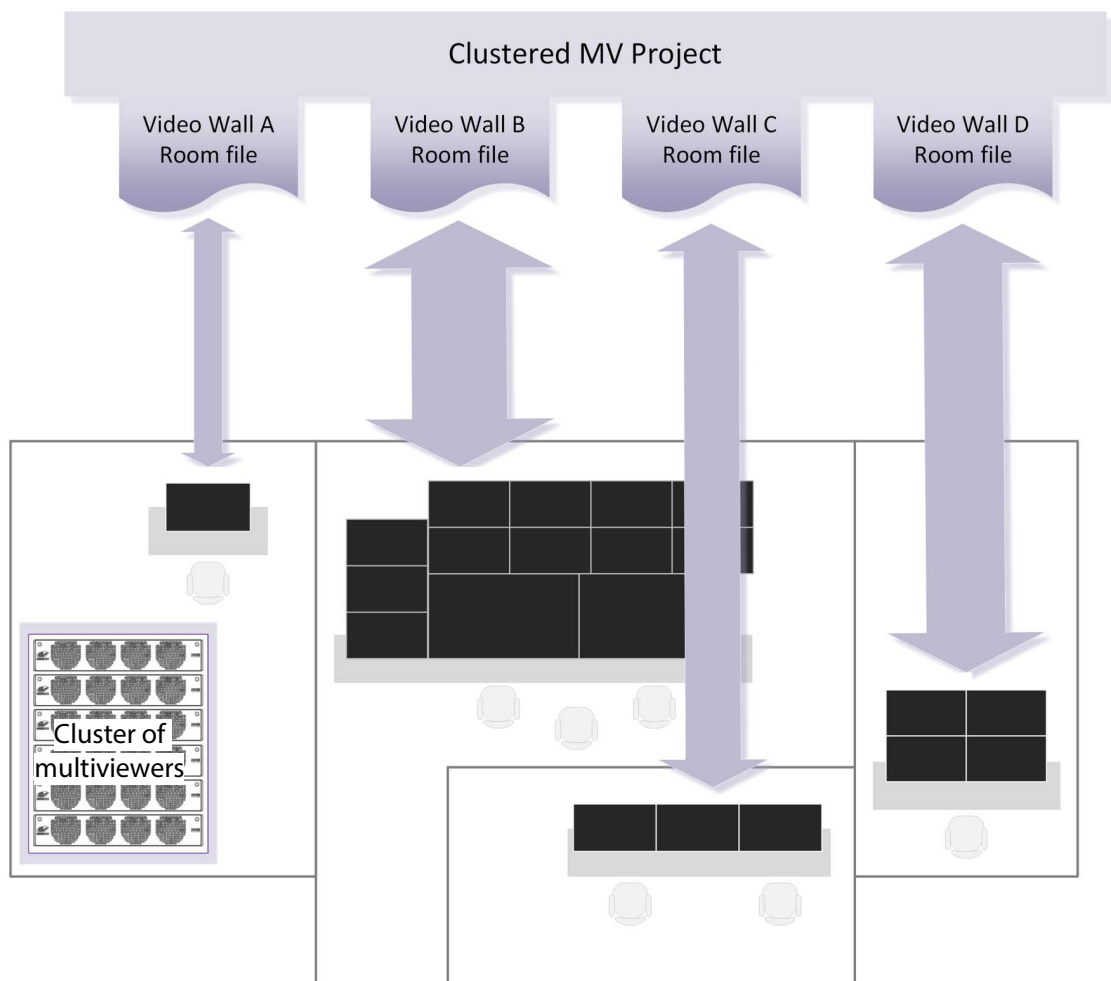 Clustered MV Project
Video Wall A
Room file
Video Wall B
Room file
Video Wall C
Room file
Video Wall D
Room file
Cluster of
multiviewers